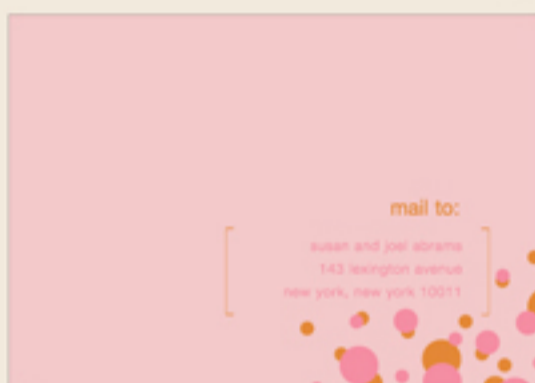 mail to:
susan and joel abrams
143 lexington avenue
new york, new york 10011